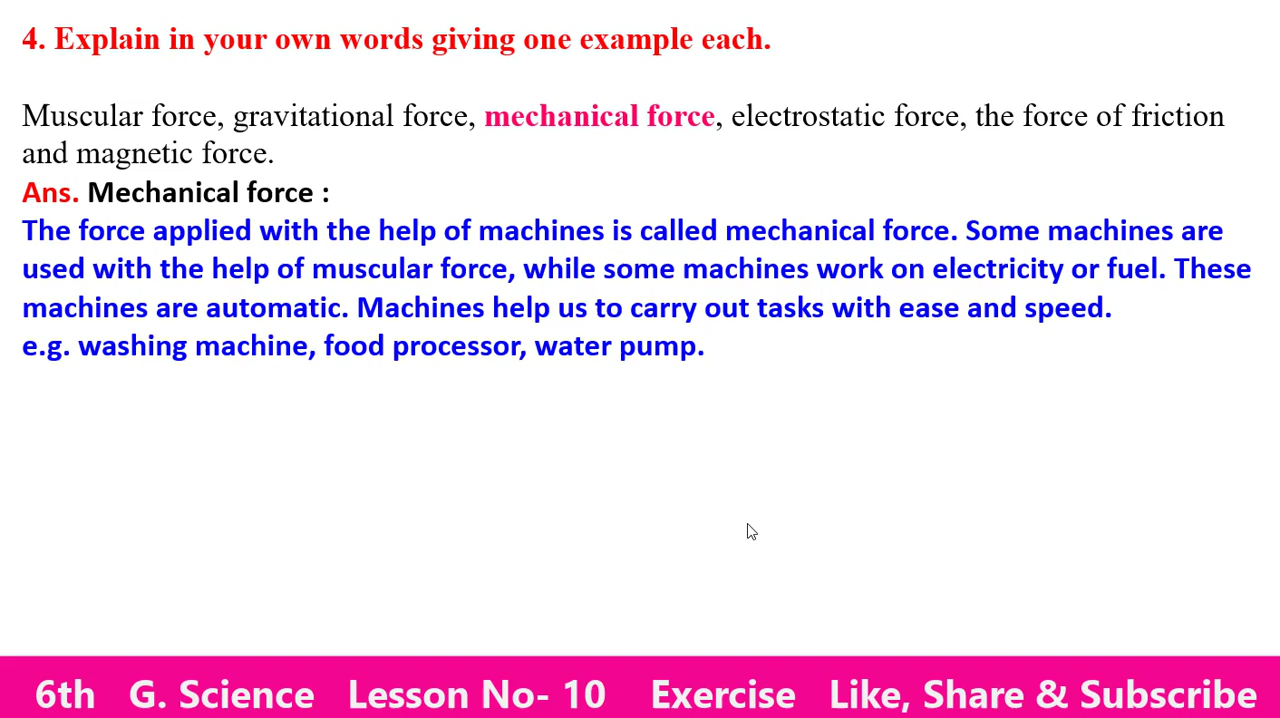 4. Explain in your own words giving one example each.
Muscular force, gravitational force, mechanical force, electrostatic force, the force of friction
and magnetic force.
Ans. Mechanical force :
The force applied with the help of machines is called mechanical force. Some machines are
used with the help of muscular force, while some machines work on electricity or fuel. These
machines are automatic. Machines help us to carry out tasks with ease and speed.
e.g. washing machine, food processor, water pump.
6th G. Science Lesson No- 10 Exercise Like, Share & Subscribe